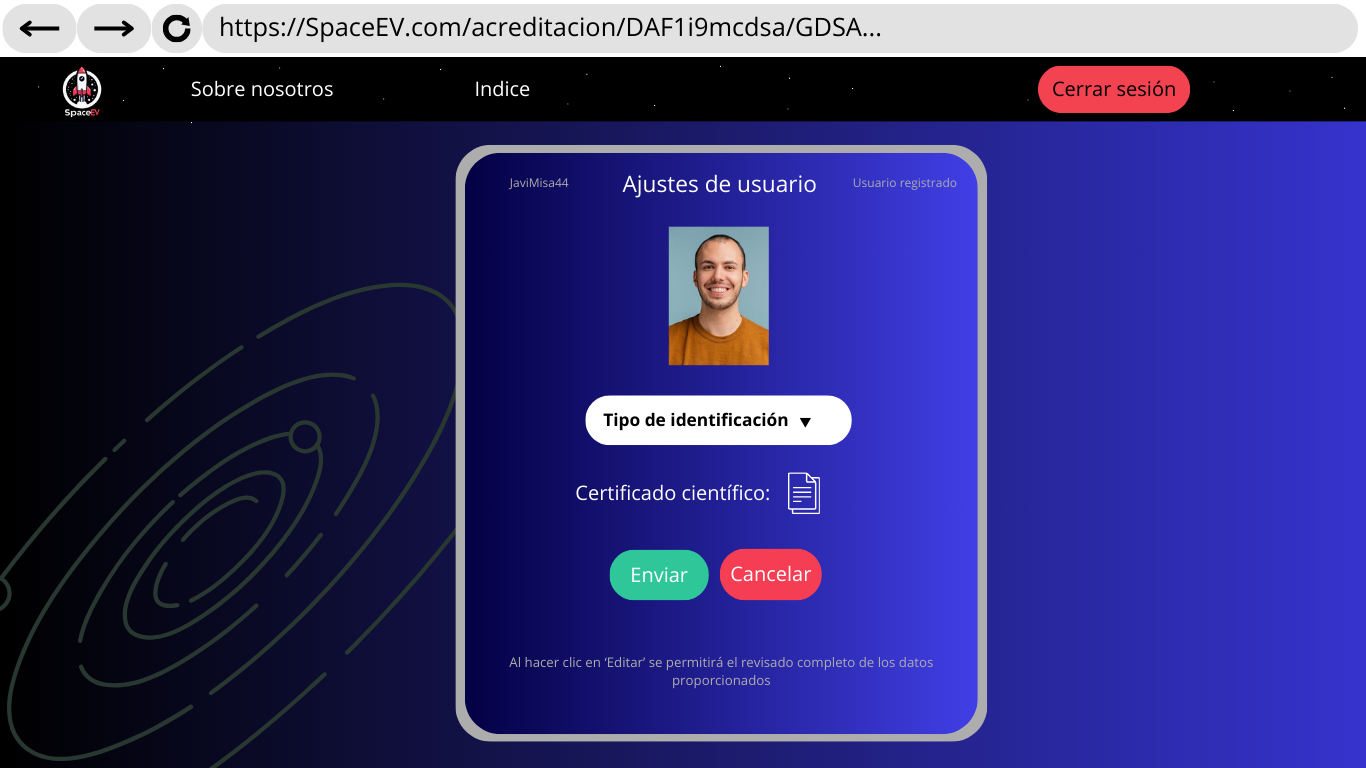 https://SpaceEV.com/acreditacion/DAF1i9mcdsa/GDSA...
SpaceEV
Sobre nosotros
Indice
Cerrar sesión
JaviMisa44
Ajustes de usuario
Usuario registrado
Tipo de identificación
Certificado científico:
Enviar
Cancelar
Al hacer clic en ‘Editar’ se permitirá el revisado completo de los datos
proporcionados